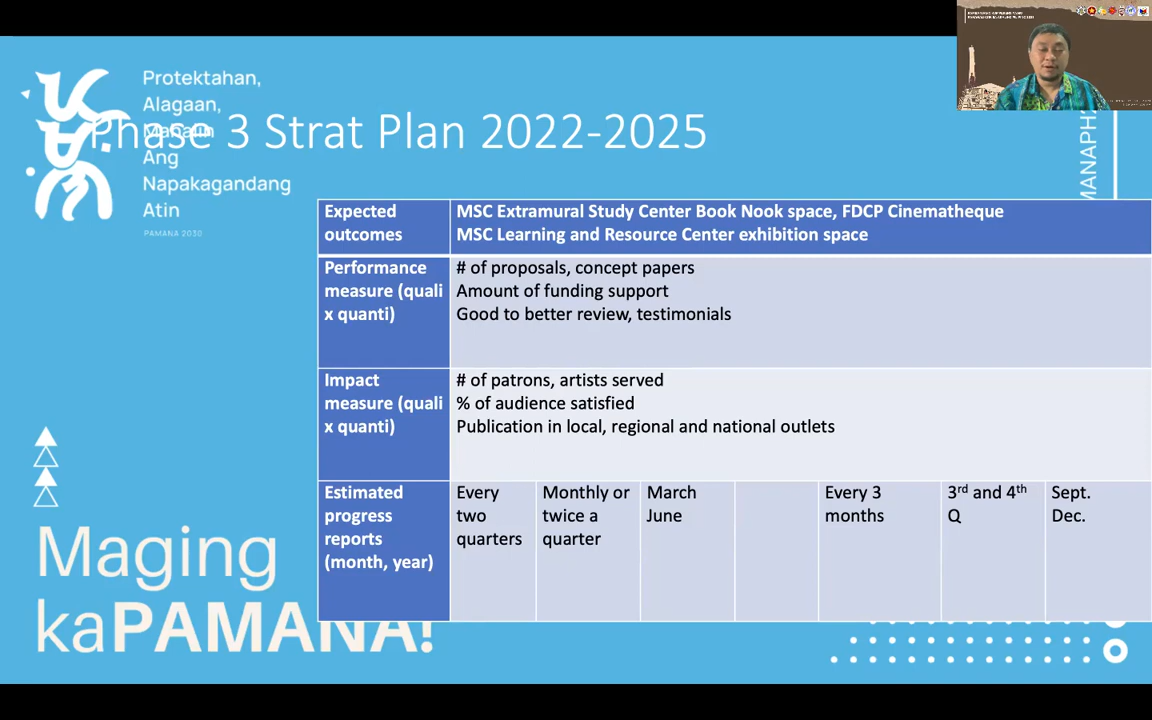 Protektahan,
Alagaan,
Mahalin
Ang
Napakagandang
Atin
PAMANA 2030
Phase 3 Strat Plan 2022-2025
Expected
outcomes
MSC Extramural Study Center Book Nook space, FDCP Cinematheque
MSC Learning and Resource Center exhibition space
Performance
measure (quali
x quanti)
# of proposals, concept papers
Amount of funding support
Good to better review, testimonials
Impact
measure (quali
x quanti)
# of patrons, artists served
% of audience satisfied
Publication in local, regional and national outlets
Estimated
progress
reports
(month, year)
Every
two
quarters
Monthly or
twice a
quarter
March
June
Every 3
months
3rd and 4th
Q
Sept.
Dec.
Maging
kaPAMANA!